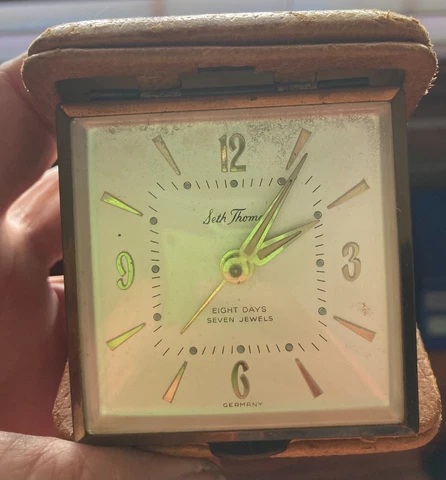 12
Seth Thomas
9
3
EIGHT DAYS
SEVEN JEWELS
6
GERMANY